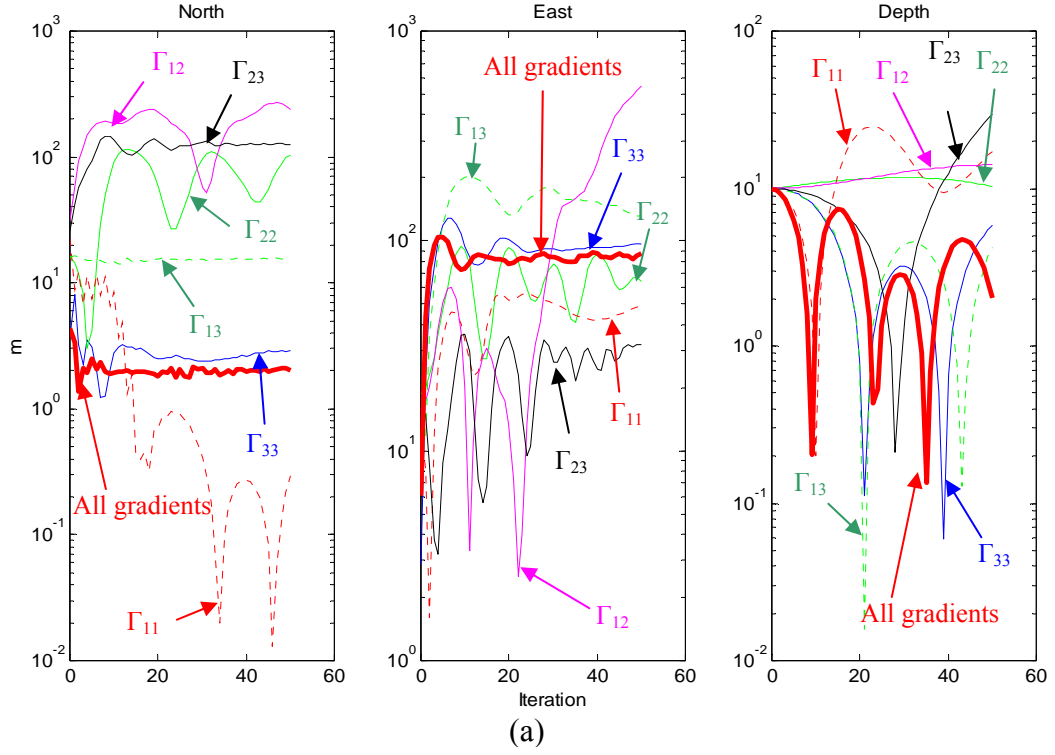 North
East
Depth
10³
10²
10¹
10⁰
10⁻¹
10⁻²
m
0
20
40
60
Γ₁₂
Γ₂₃
Γ₂₂
Γ₁₃
Γ₃₃
All gradients
Γ₁₁
10³
10²
10¹
10⁰
0
20
40
60
Iteration
All gradients
Γ₁₃
Γ₃₃
Γ₂₂
Γ₁₁
Γ₂₃
Γ₁₂
10²
10¹
10⁰
10⁻¹
10⁻²
0
20
40
60
Γ₁₁
Γ₁₂
Γ₂₃
Γ₂₂
Γ₁₃
Γ₃₃
All gradients
(a)